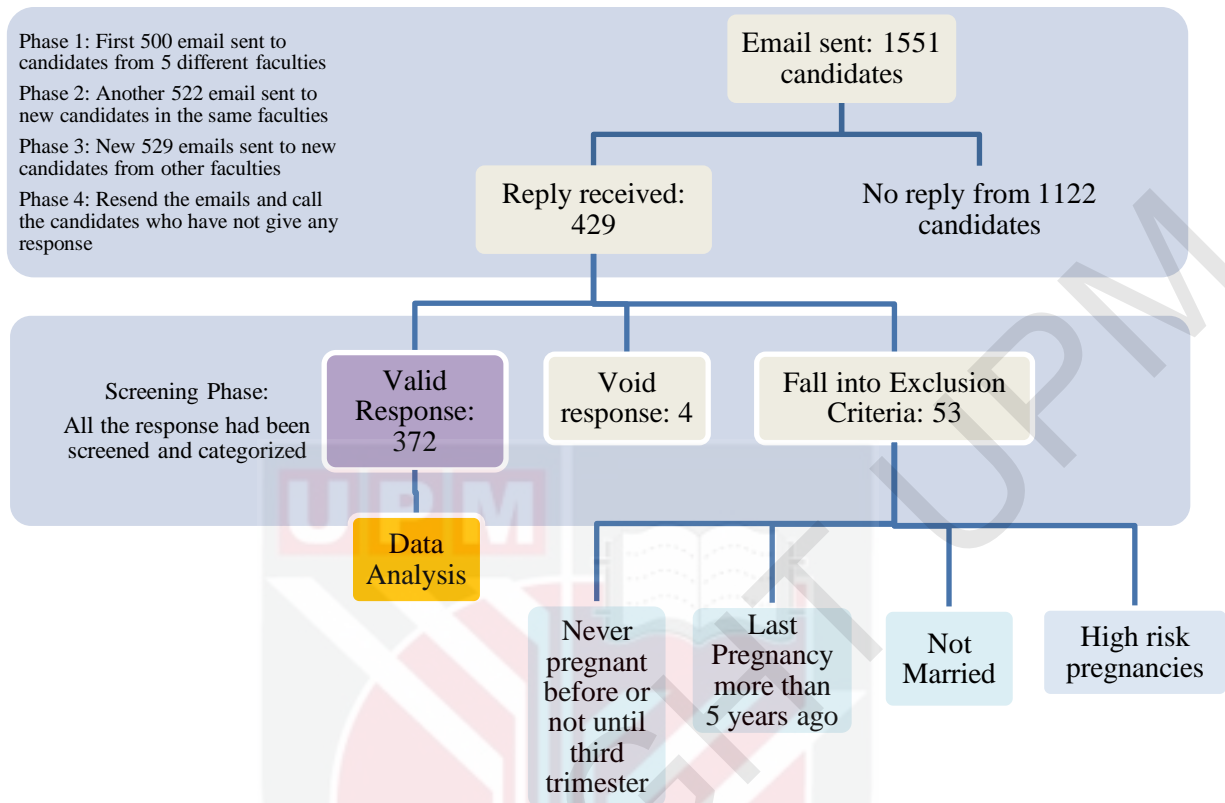 Phase 1: First 500 email sent to
candidates from 5 different faculties
Phase 2: Another 522 email sent to
new candidates in the same faculties
Phase 3: New 529 emails sent to new
candidates from other faculties
Phase 4: Resend the emails and call
the candidates who have not give any
response
Email sent: 1551
candidates
Reply received:
429
No reply from 1122
candidates
Screening Phase:
All the response had been
screened and categorized
Valid
Response:
372
Void
response: 4
Fall into Exclusion
Criteria: 53
Data
Analysis
Never
pregnant
before or
not until
third
trimester
Last
Pregnancy
more than
5 years ago
Not
Married
High risk
pregnancies
UPM
GHT UPM